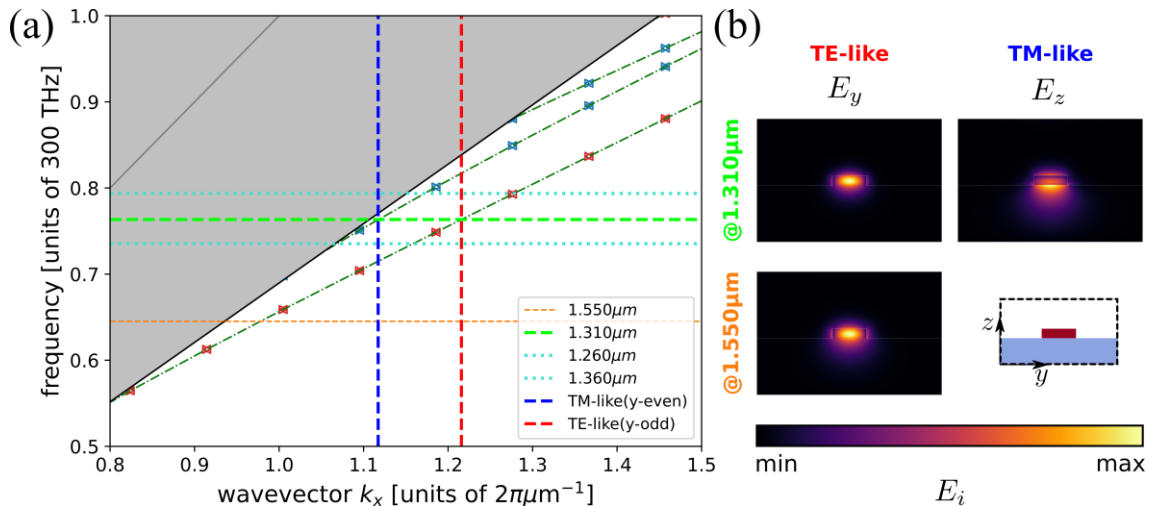 (a)
frequency [units of 300 THz]
1.0
0.9
0.8
0.7
0.6
0.5
0.8 0.9 1.0 1.1 1.2 1.3 1.4 1.5
wavevector kₓ [units of 2πμm⁻¹]
1.550μm
1.310μm
1.260μm
1.360μm
TM-like(y-even)
TE-like(y-odd)
(b)
TE-like TM-like
E_y E_z
@1.310μm
@1.550μm
z
y
min max
E_i